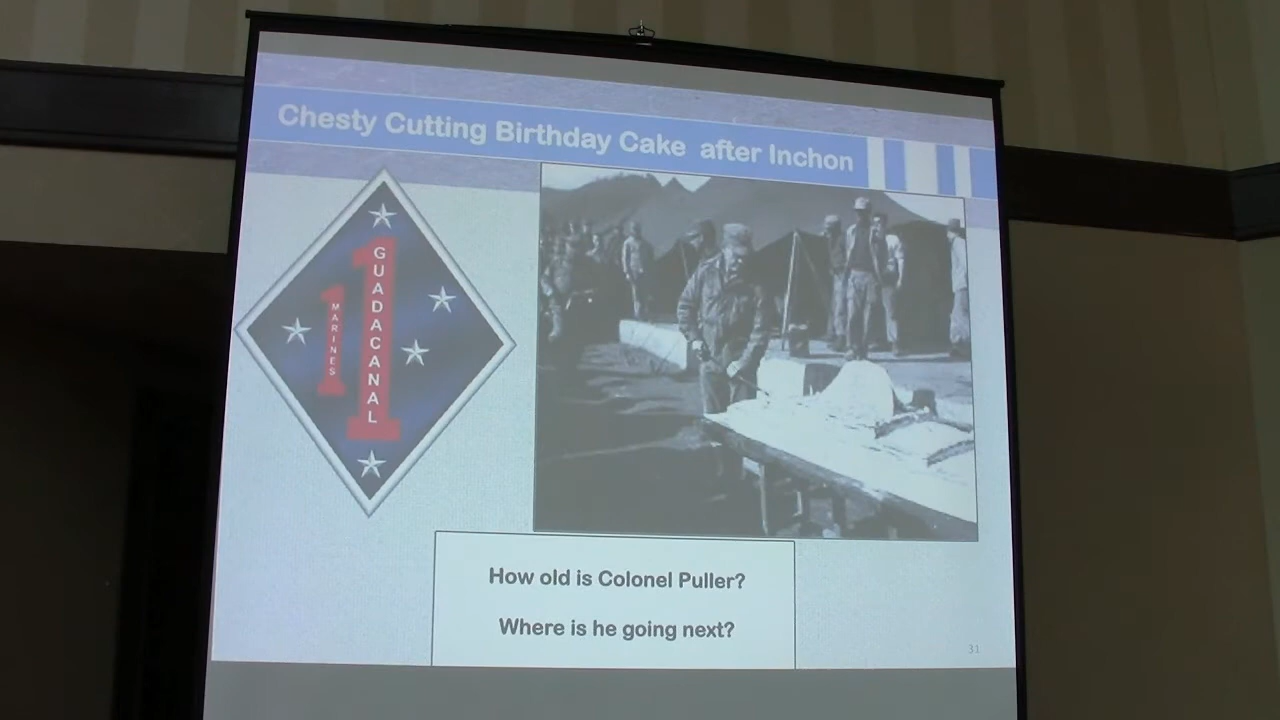 Chesty Cutting Birthday Cake after Inchon
1
MARINES
1
GUADACANAL
How old is Colonel Puller?
Where is he going next?
31